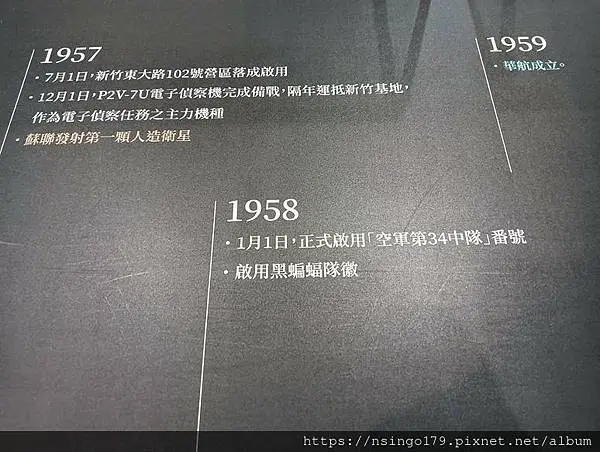 1957
・7月1日，新竹東大路102號營區落成啟用
・12月1日，P2V-7U電子偵察機完成備戰，隔年運抵新竹基地，
作為電子偵察任務之主力機種
・蘇聯發射第一顆人造衛星
1959
・華航成立。
1958
・1月1日，正式啟用「空軍第34中隊」番號
・啟用黑蝙蝠隊徽
https://nsingo179.pixnet.net/album